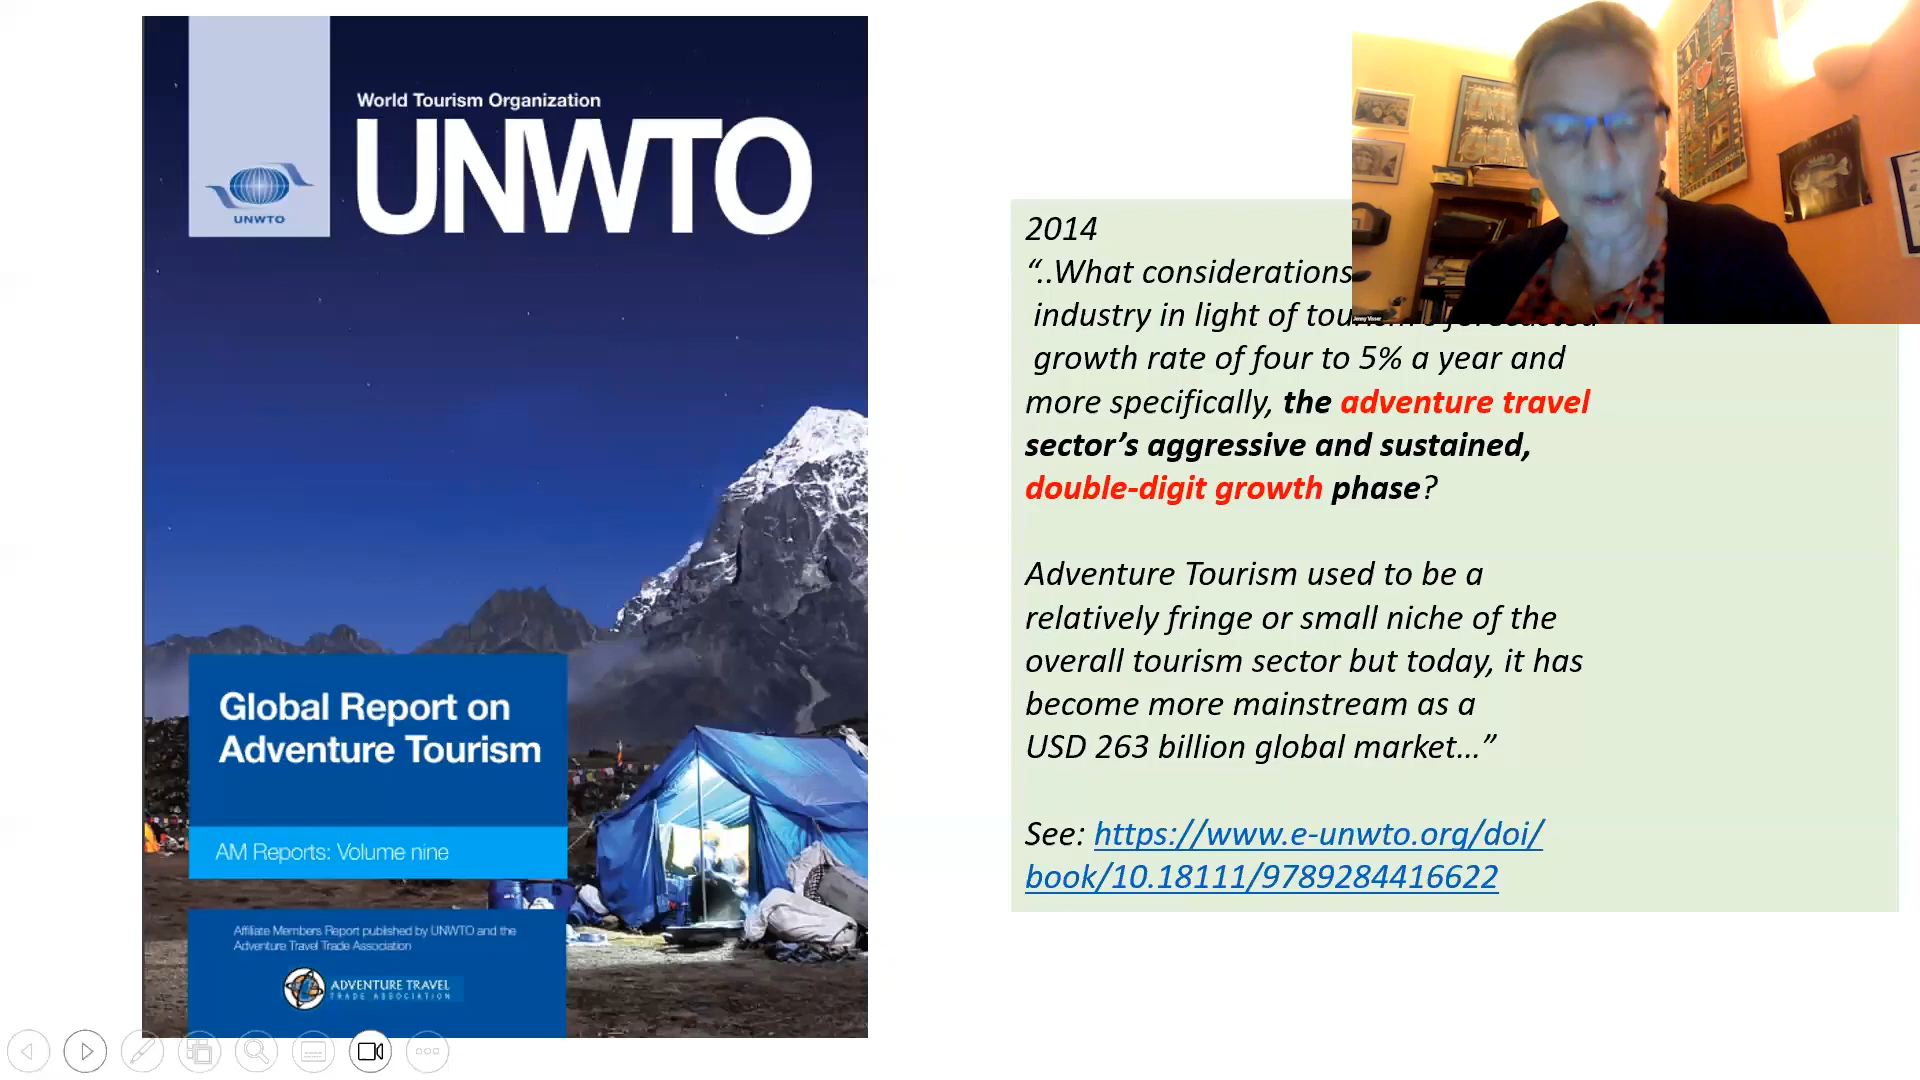 World Tourism Organization
UNWTO
UNWTO
Global Report on
Adventure Tourism
AM Reports: Volume nine
Affiliate Members Report published by UNWTO and the
Adventure Travel Trade Association
ADVENTURE TRAVEL
TRADE ASSOCIATION
2014
“..What considerations
industry in light of tourism's forecasted
growth rate of four to 5% a year and
more specifically, the adventure travel
sector’s aggressive and sustained,
double-digit growth phase?
Adventure Tourism used to be a
relatively fringe or small niche of the
overall tourism sector but today, it has
become more mainstream as a
USD 263 billion global market…”
See: https://www.e-unwto.org/doi/
book/10.18111/9789284416622
Jenny Visser